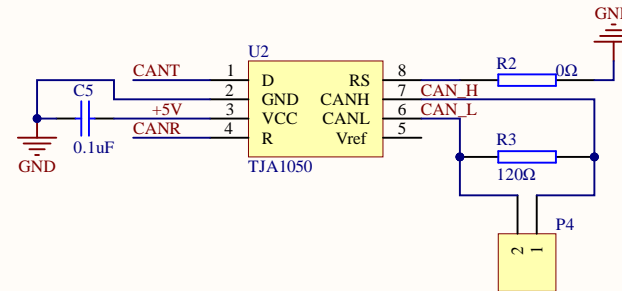 GND
U2
R2
0Ω
CANT
1
D
RS
8
C5
2
GND
CANH
7
CAN_H
+5V
3
VCC
CANL
6
CAN_L
CANR
4
R
Vref
5
0.1uF
R3
GND
TJA1050
120Ω
P4
2
1